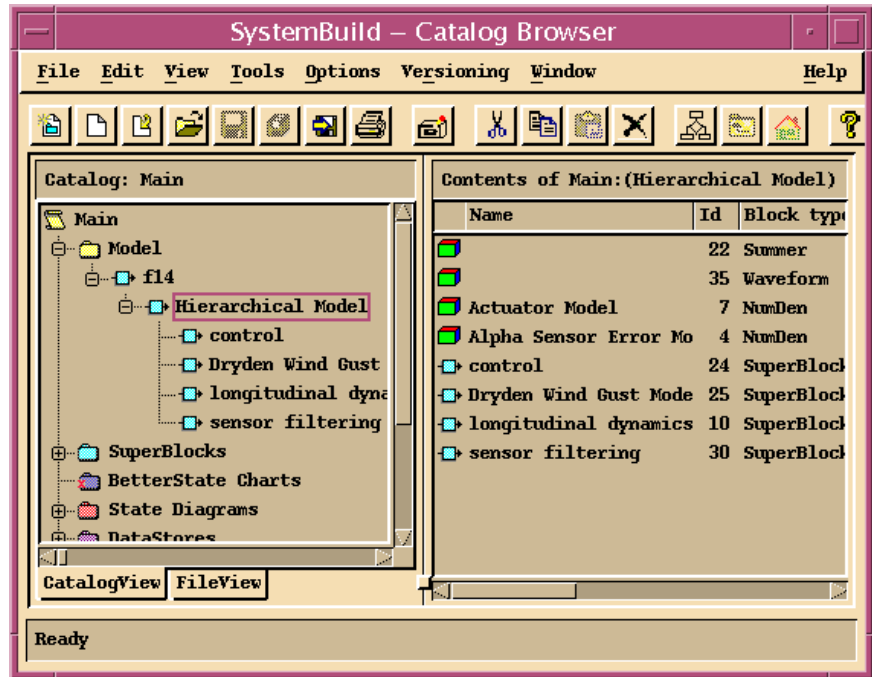 SystemBuild – Catalog Browser
File Edit View Tools Options Versioning Window Help
Catalog: Main
Main
Model
f14
Hierarchical Model
control
Dryden Wind Gust
longitudinal dyna
sensor filtering
SuperBlocks
BetterState Charts
State Diagrams
DataStores
CatalogView FileView
Contents of Main:(Hierarchical Model)
Name Id Block type
22 Summer
35 Waveform
Actuator Model 7 NumDen
Alpha Sensor Error Mo 4 NumDen
control 24 SuperBlock
Dryden Wind Gust Mode 25 SuperBlock
longitudinal dynamics 10 SuperBlock
sensor filtering 30 SuperBlock
Ready